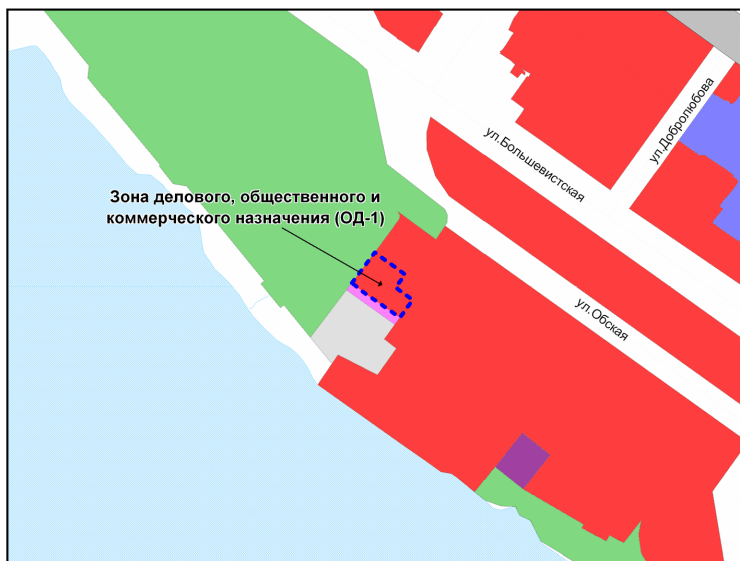 ул.Добролюбова
ул.Большевистская
Зона делового, общественного и
коммерческого назначения (ОД-1)
ул.Обская